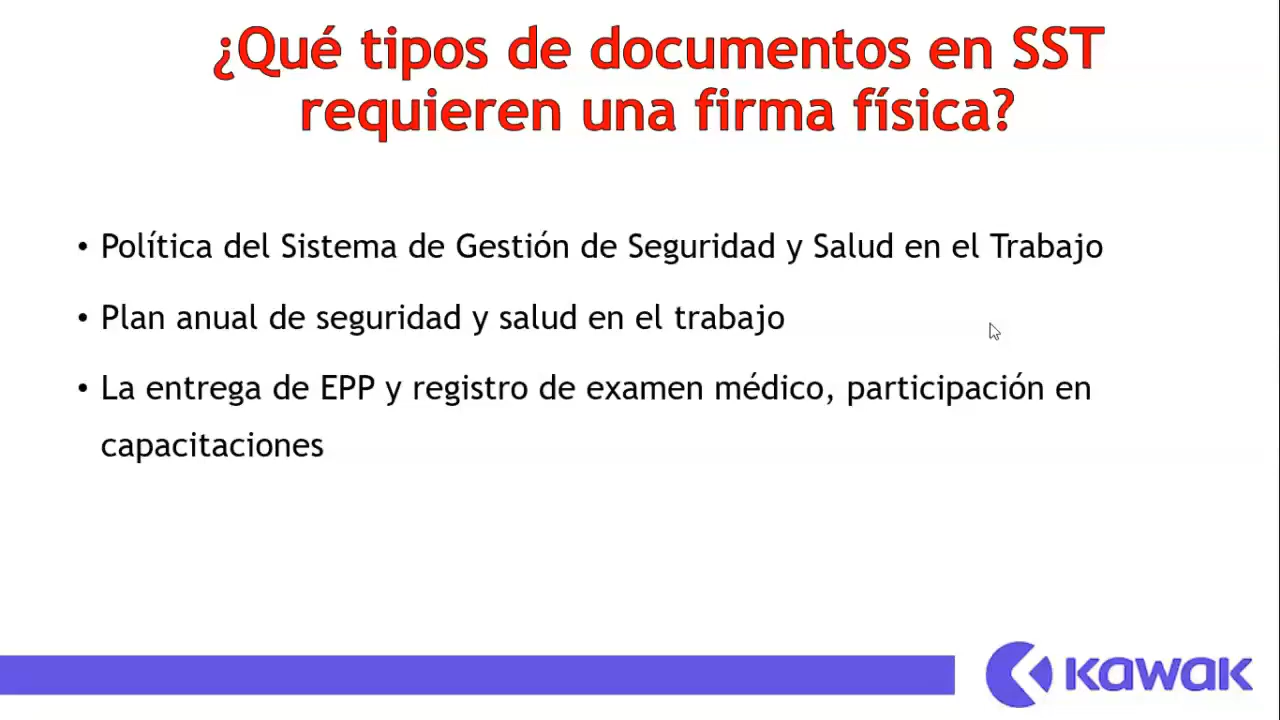 ¿Qué tipos de documentos en SST
requieren una firma física?
• Política del Sistema de Gestión de Seguridad y Salud en el Trabajo
• Plan anual de seguridad y salud en el trabajo
• La entrega de EPP y registro de examen médico, participación en
capacitaciones
KAWAK